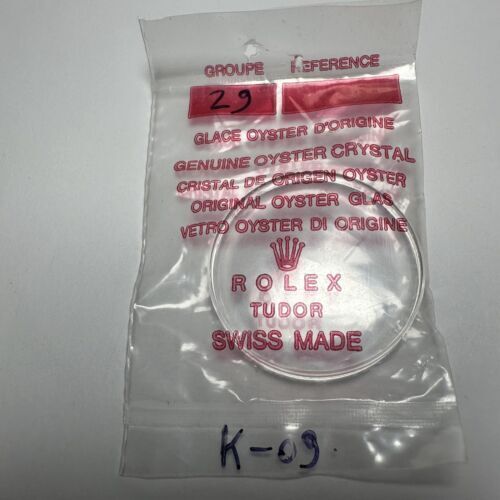 GROUPE REFERENCE
29
GLACE OYSTER D'ORIGINE
GENUINE OYSTER CRYSTAL
CRISTAL DE ORIGEN OYSTER
ORIGINAL OYSTER GLAS
VETRO OYSTER DI ORIGINE
ROLEX
TUDOR
SWISS MADE
K-09